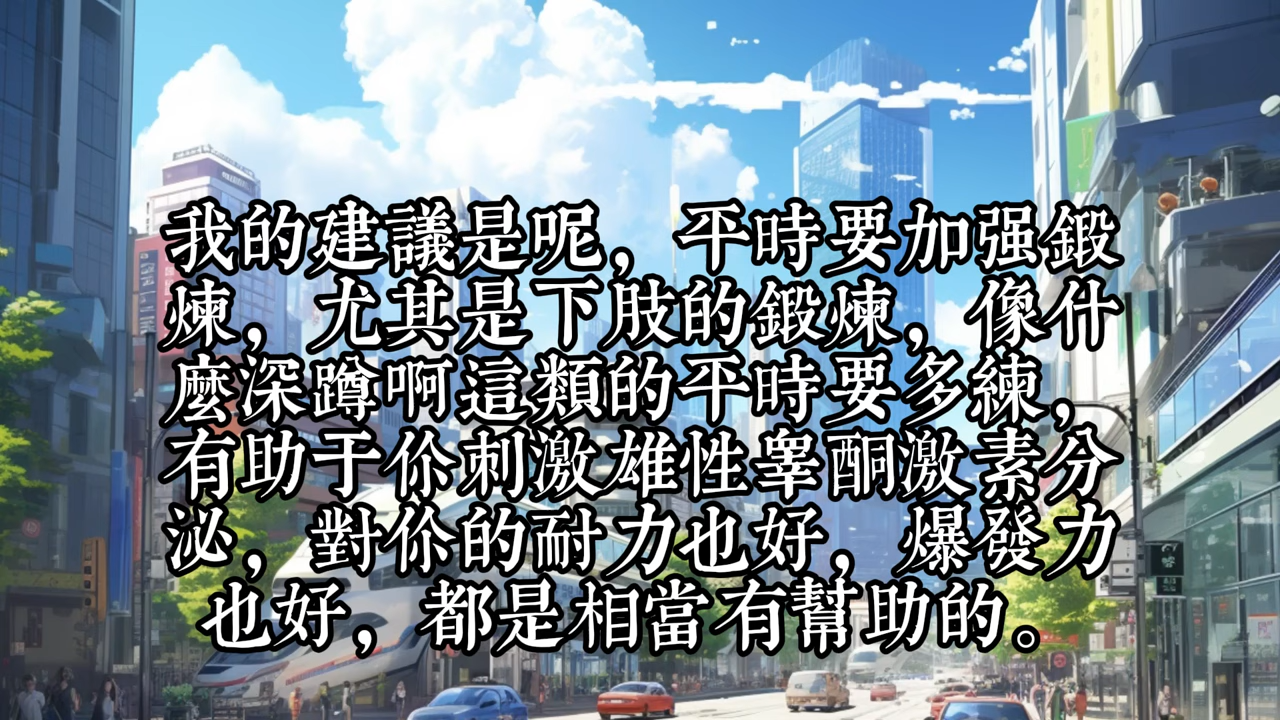 我的建議是呢，平時要加强鍛
煉，尤其是下肢的鍛煉，像什
麼深蹲啊這類的平時要多練，
有助于你刺激雄性睾酮激素分
泌，對你的耐力也好，爆發力
也好，都是相當有幫助的。